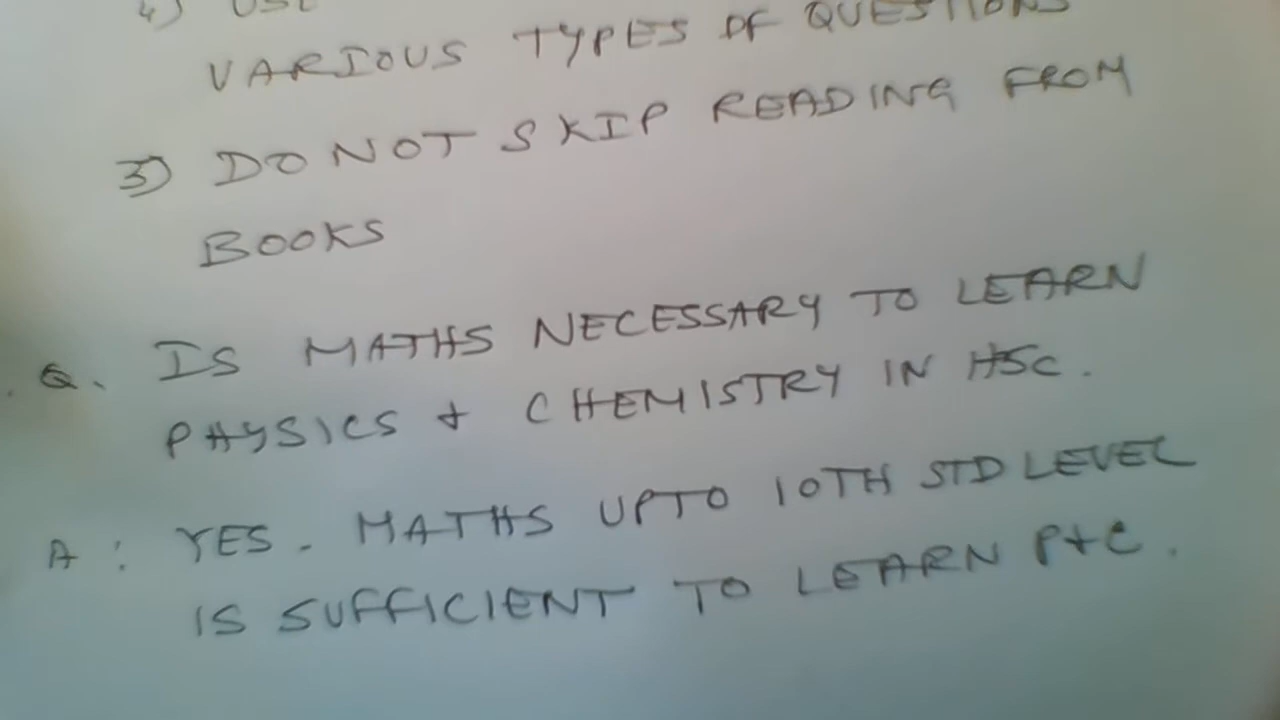 VARIOUS TYPES OF QUESTIONS
3) DO NOT SKIP READING FROM
BOOKS
Q. IS MATHS NECESSARY TO LEARN
PHYSICS & CHEMISTRY IN HSC.
A : YES. MATHS UPTO 10TH STD LEVEL
IS SUFFICIENT TO LEARN P&C.